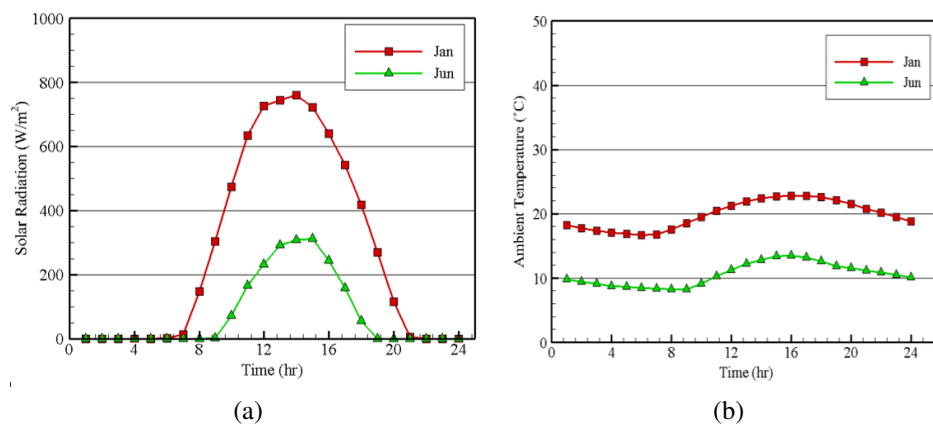 1000
800
600
400
200
0
Solar Radiation (W/m²)
Jan
Jun
0 4 8 12 16 20 24
Time (hr)
(a)
50
40
30
20
10
0
Ambient Temperature (˚C)
Jan
Jun
0 4 8 12 16 20 24
Time (hr)
(b)